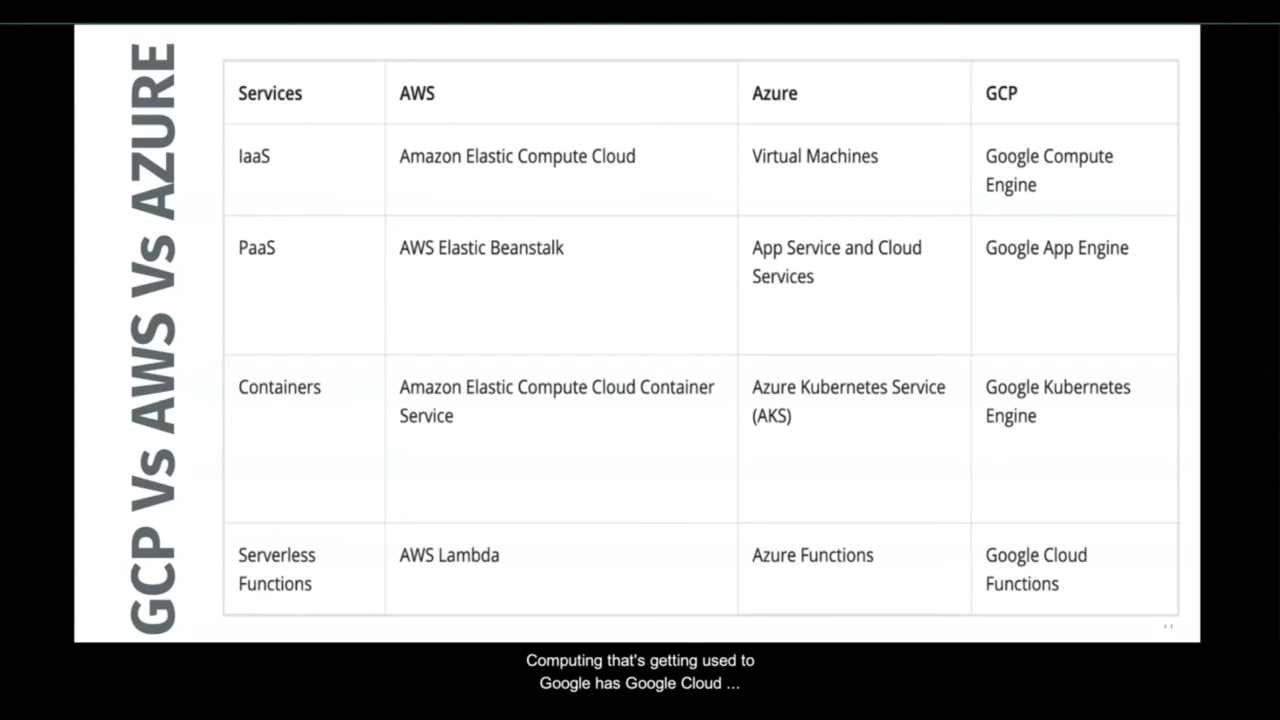 GCP Vs AWS Vs AZURE
Services AWS Azure GCP
IaaS Amazon Elastic Compute Cloud Virtual Machines Google Compute
Engine
PaaS AWS Elastic Beanstalk App Service and Cloud Google App Engine
Services
Containers Amazon Elastic Compute Cloud Container Azure Kubernetes Service Google Kubernetes
Service (AKS) Engine
Serverless AWS Lambda Azure Functions Google Cloud
Functions Functions
Computing that's getting used to
Google has Google Cloud ...